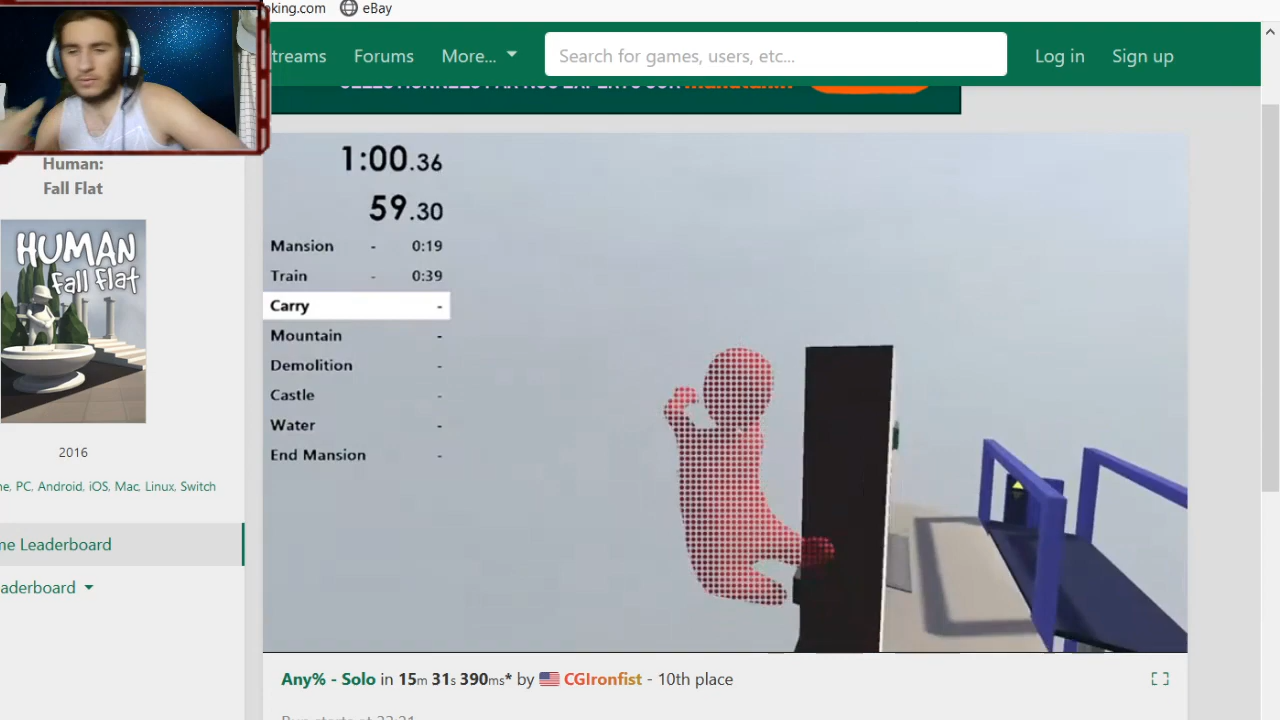 oking.com eBay
treams Forums More... Search for games, users, etc... Log in Sign up
Human:
Fall Flat
HUMAN
fall flat
2016
ne, PC, Android, iOS, Mac, Linux, Switch
me Leaderboard
aderboard
1:00.36
59.30
Mansion - 0:19
Train - 0:39
Carry -
Mountain -
Demolition -
Castle -
Water -
End Mansion -
Any% - Solo in 15m 31s 390ms* by CGIronfist - 10th place